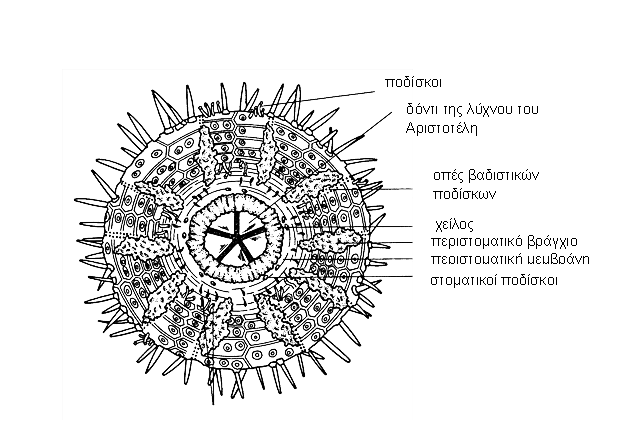 ποδίσκοι
δόντι της λύχνου του
Αριστοτέλη
οπές βαδιστικών
ποδίσκων
χείλος
περιστοματικό βράγχιο
περιστοματική μεμβράνη
στοματικοί ποδίσκοι